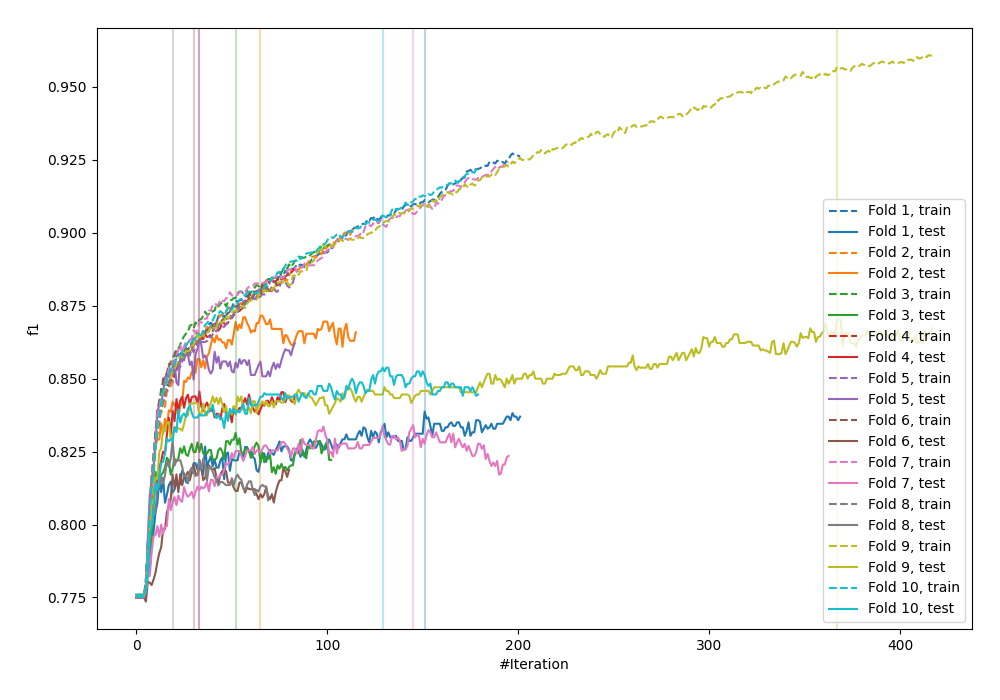 0.950
0.925
0.900
0.875
0.850
0.825
0.800
0.775
f1
0
100
200
300
400
#Iteration
Fold 1, train
Fold 1, test
Fold 2, train
Fold 2, test
Fold 3, train
Fold 3, test
Fold 4, train
Fold 4, test
Fold 5, train
Fold 5, test
Fold 6, train
Fold 6, test
Fold 7, train
Fold 7, test
Fold 8, train
Fold 8, test
Fold 9, train
Fold 9, test
Fold 10, train
Fold 10, test